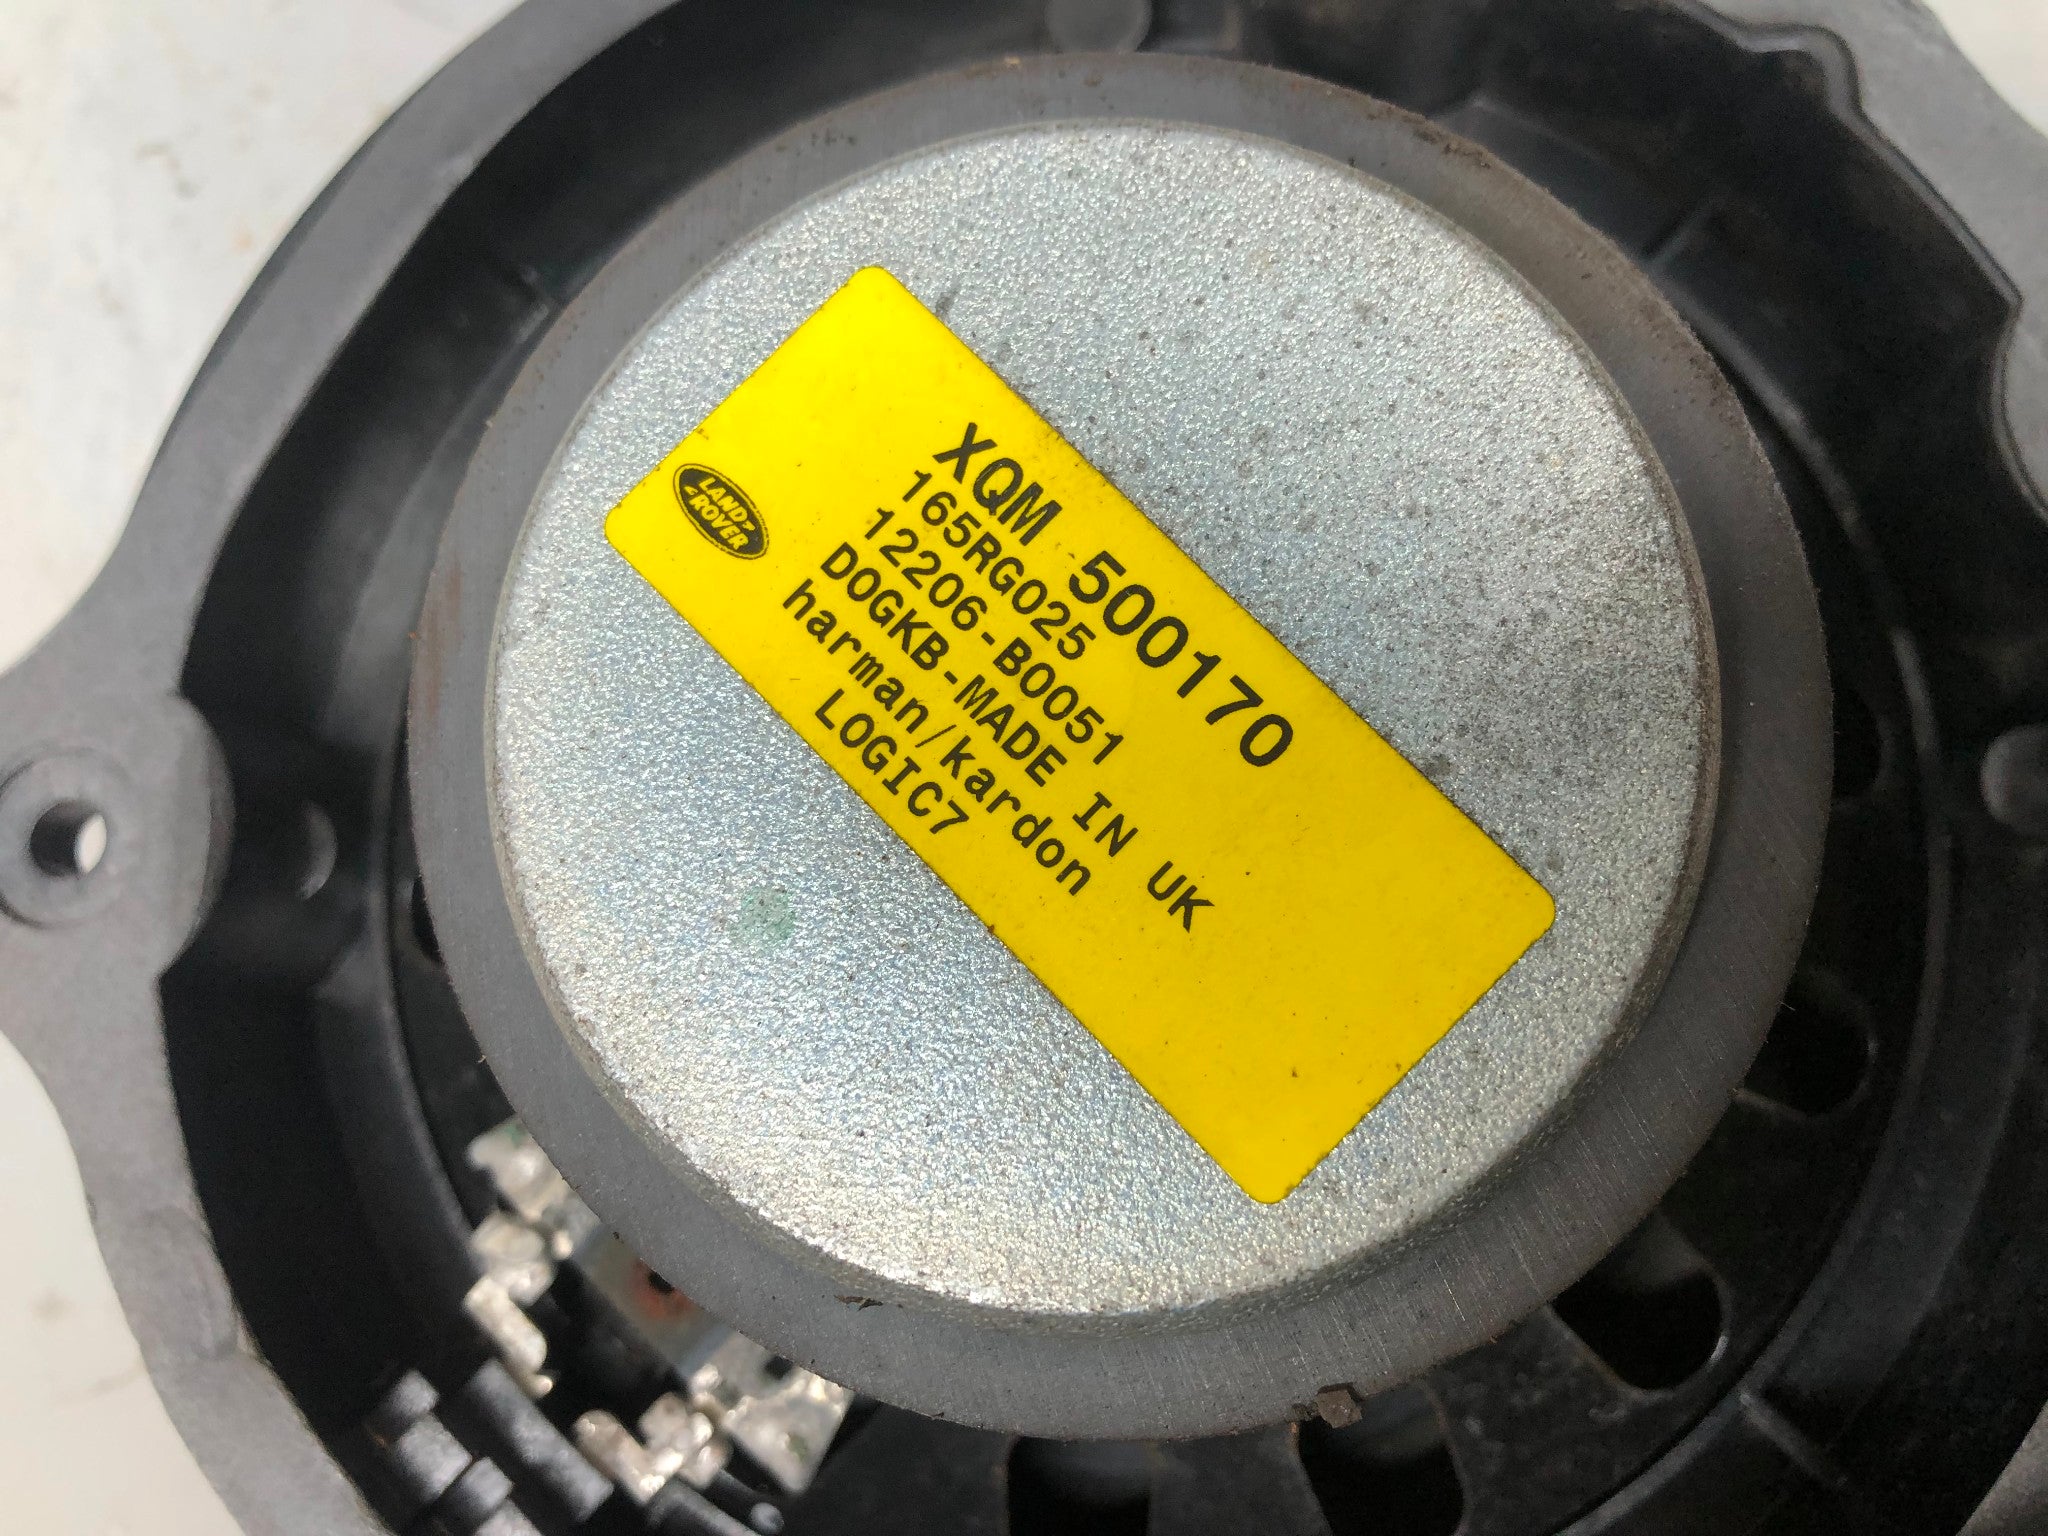 LAND
ROVER
XQM 500170
165RG025
12206-B0051
DOGKB-MADE IN UK
harman/kardon
LOGIC7